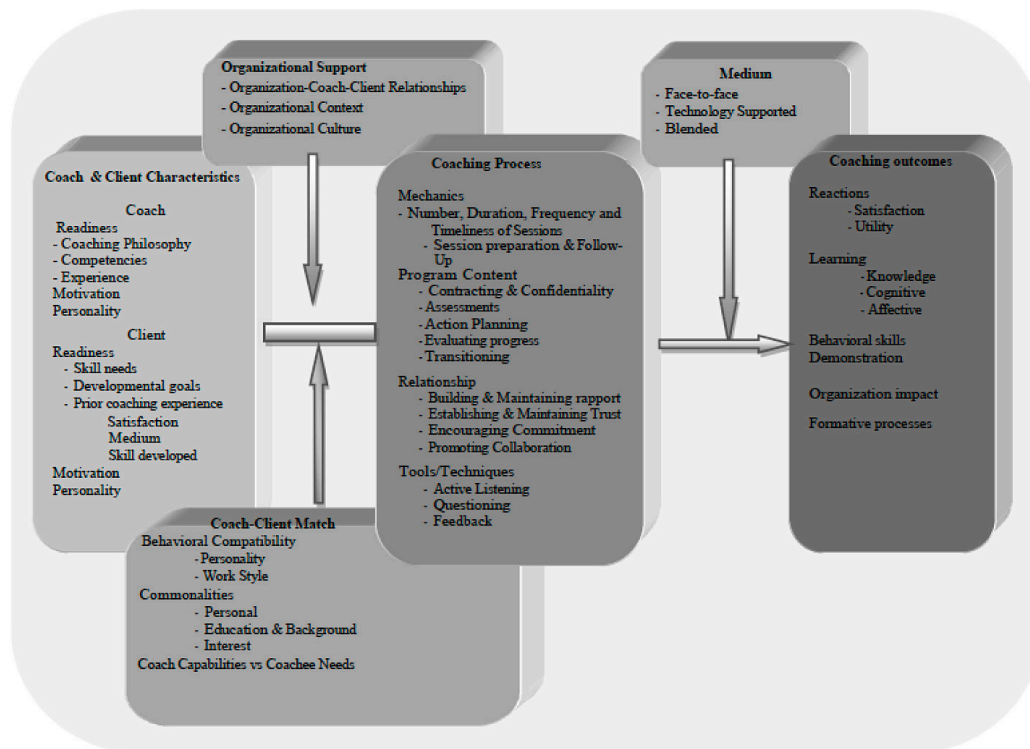 Organizational Support
- Organization-Coach-Client Relationships
- Organizational Context
- Organizational Culture
Medium
- Face-to-face
- Technology Supported
- Blended
Coach & Client Characteristics
Coach
Readiness
- Coaching Philosophy
- Competencies
- Experience
Motivation
Personality
Client
Readiness
- Skill needs
- Developmental goals
- Prior coaching experience
Satisfaction
Medium
Skill developed
Motivation
Personality
Coaching Process
Mechanics
- Number, Duration, Frequency and
Timeliness of Sessions
- Session preparation & Follow-
Up
Program Content
- Contracting & Confidentiality
- Assessments
- Action Planning
- Evaluating progress
- Transitioning
Relationship
- Building & Maintaining rapport
- Establishing & Maintaining Trust
- Encouraging Commitment
- Promoting Collaboration
Tools/Techniques
- Active Listening
- Questioning
- Feedback
Coaching outcomes
Reactions
- Satisfaction
- Utility
Learning
- Knowledge
- Cognitive
- Affective
Behavioral skills
Demonstration
Organization impact
Formative processes
Coach-Client Match
Behavioral Compatibility
-Personality
- Work Style
Commonalities
- Personal
- Education & Background
- Interest
Coach Capabilities vs Coachee Needs